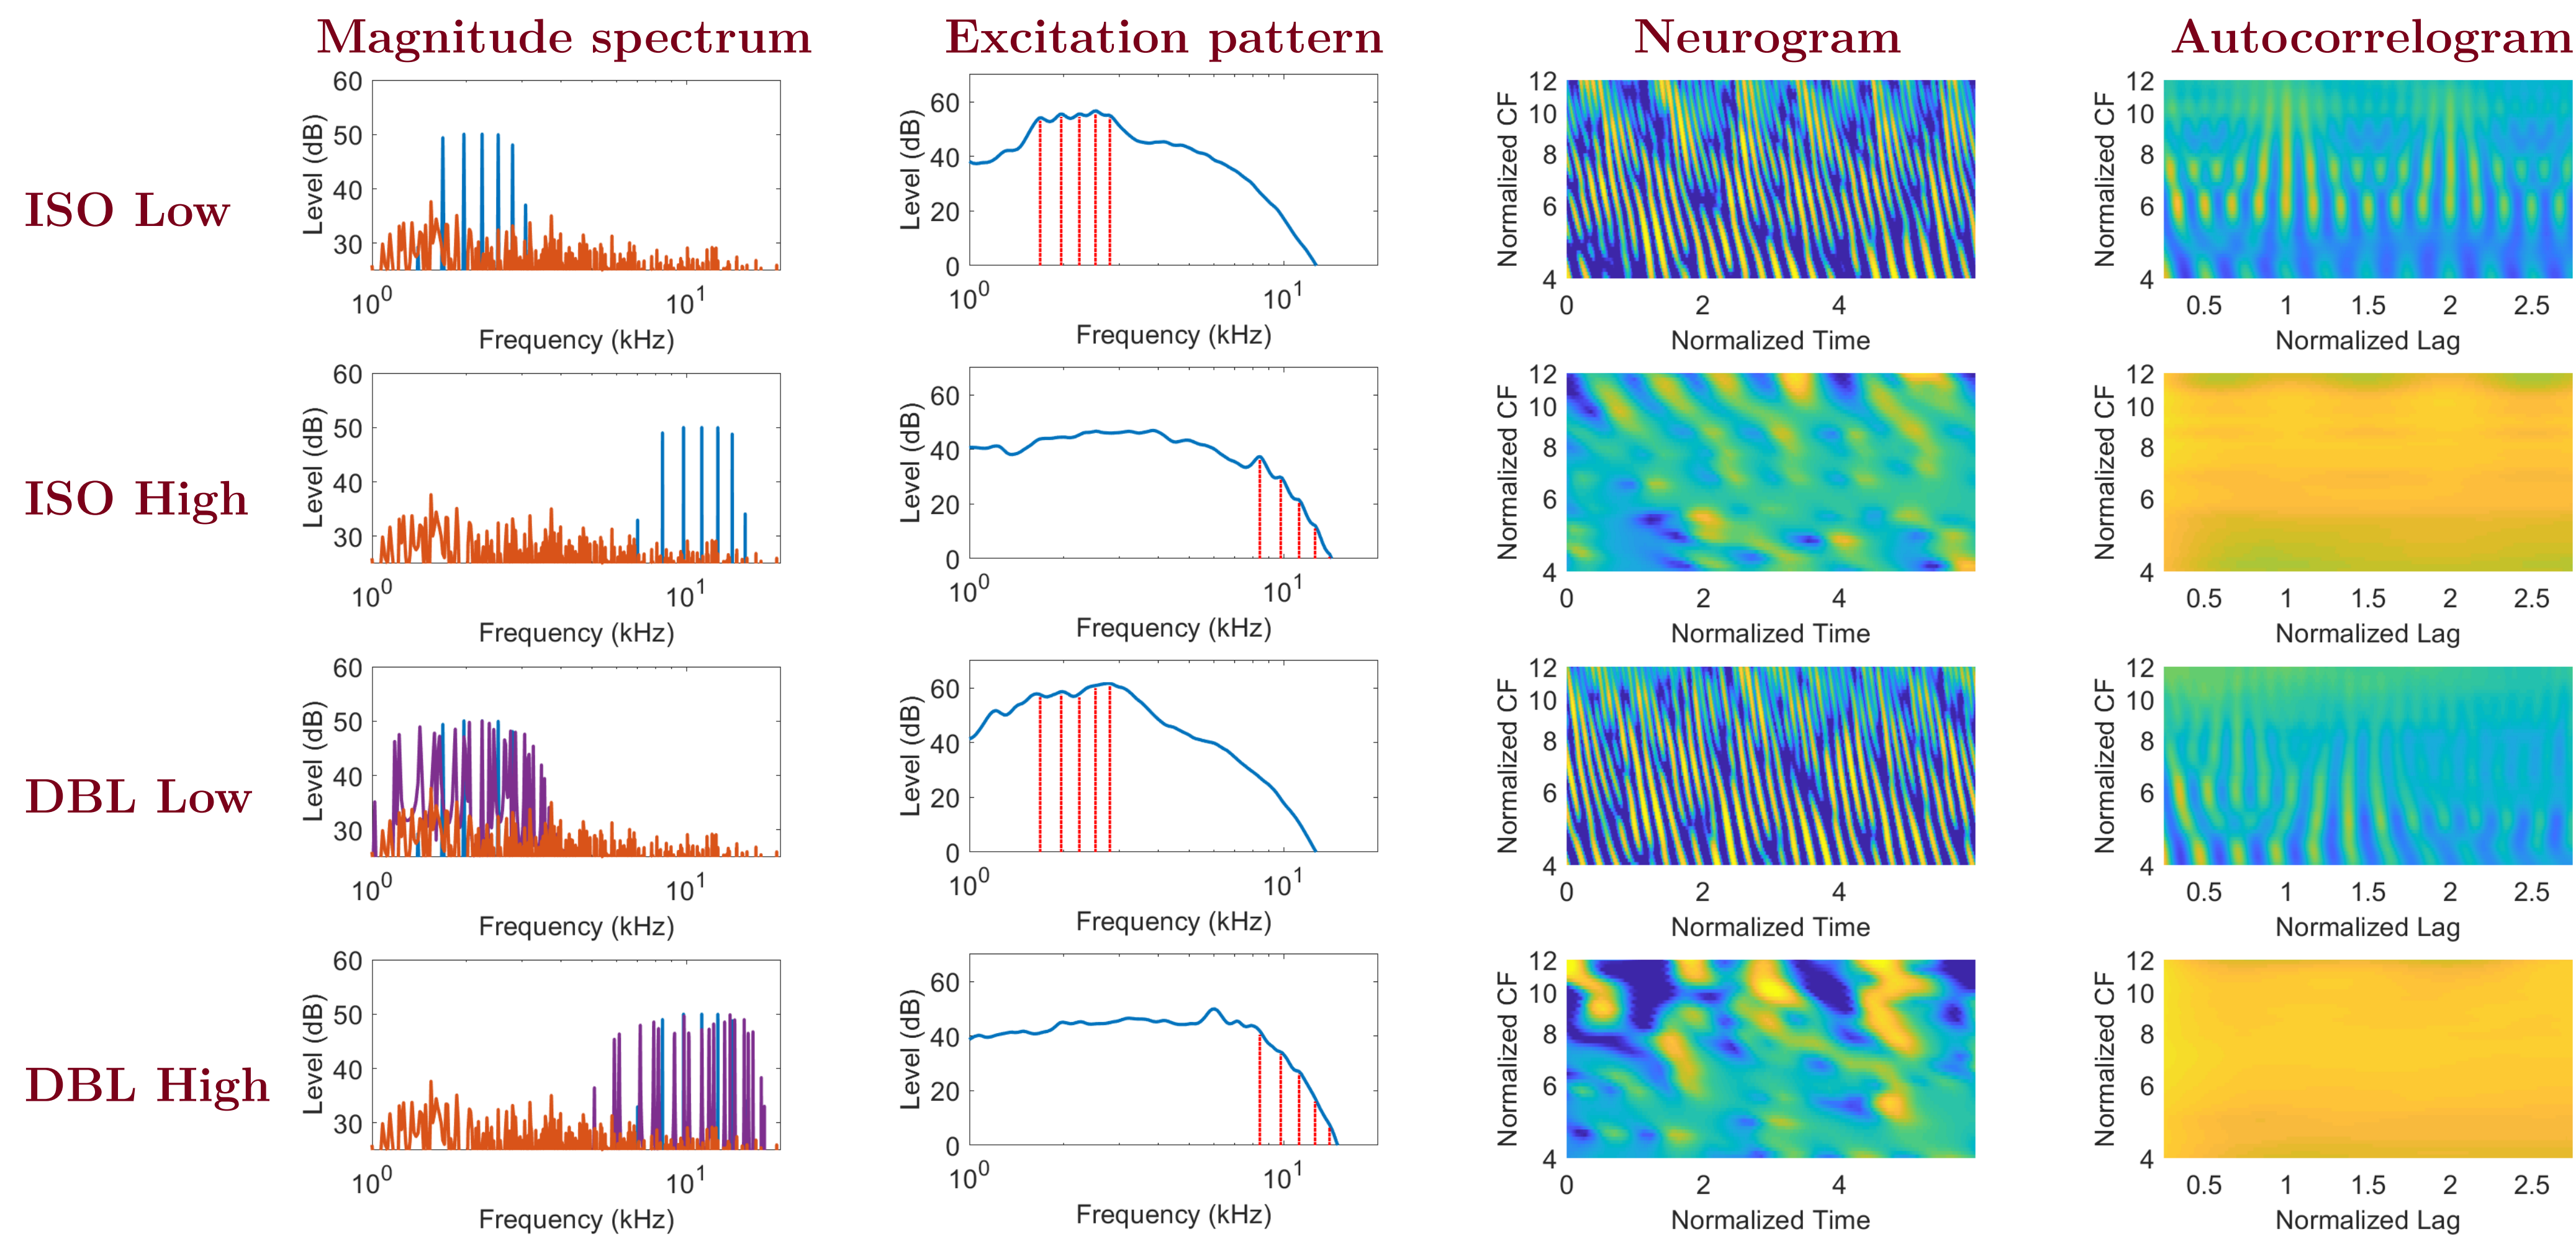 Magnitude spectrum Excitation pattern Neurogram Autocorrelogram
ISO Low
60
50
40
30
Level (dB)
10^0 10^1
Frequency (kHz)
60
40
20
0
Level (dB)
10^0 10^1
Frequency (kHz)
12
10
8
6
4
Normalized CF
0 2 4
Normalized Time
12
10
8
6
4
Normalized CF
0.5 1 1.5 2 2.5
Normalized Lag
ISO High
60
50
40
30
Level (dB)
10^0 10^1
Frequency (kHz)
60
40
20
0
Level (dB)
10^0 10^1
Frequency (kHz)
12
10
8
6
4
Normalized CF
0 2 4
Normalized Time
12
10
8
6
4
Normalized CF
0.5 1 1.5 2 2.5
Normalized Lag
DBL Low
60
50
40
30
Level (dB)
10^0 10^1
Frequency (kHz)
60
40
20
0
Level (dB)
10^0 10^1
Frequency (kHz)
12
10
8
6
4
Normalized CF
0 2 4
Normalized Time
12
10
8
6
4
Normalized CF
0.5 1 1.5 2 2.5
Normalized Lag
DBL High
60
50
40
30
Level (dB)
10^0 10^1
Frequency (kHz)
60
40
20
0
Level (dB)
10^0 10^1
Frequency (kHz)
12
10
8
6
4
Normalized CF
0 2 4
Normalized Time
12
10
8
6
4
Normalized CF
0.5 1 1.5 2 2.5
Normalized Lag